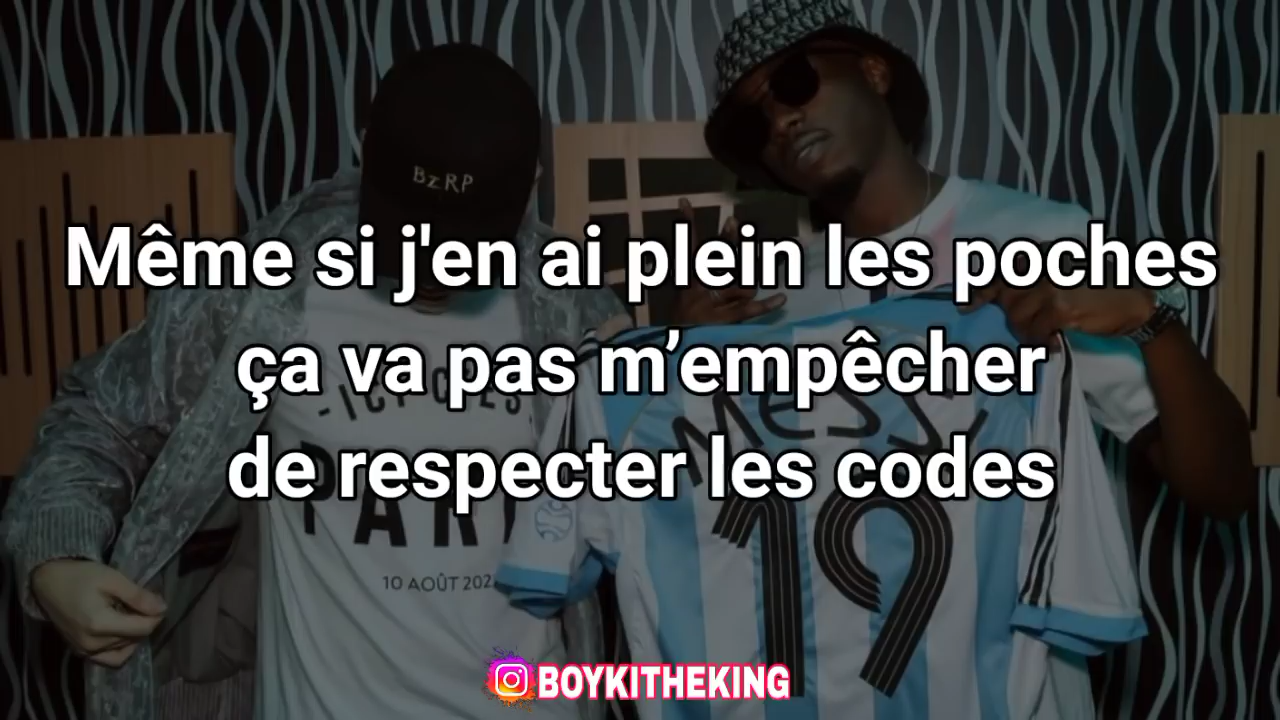 BZRP
Même si j'en ai plein les poches
ça va pas m’empêcher
de respecter les codes
MESSI
19
10 AOÛT 202
BOYKITHEKING